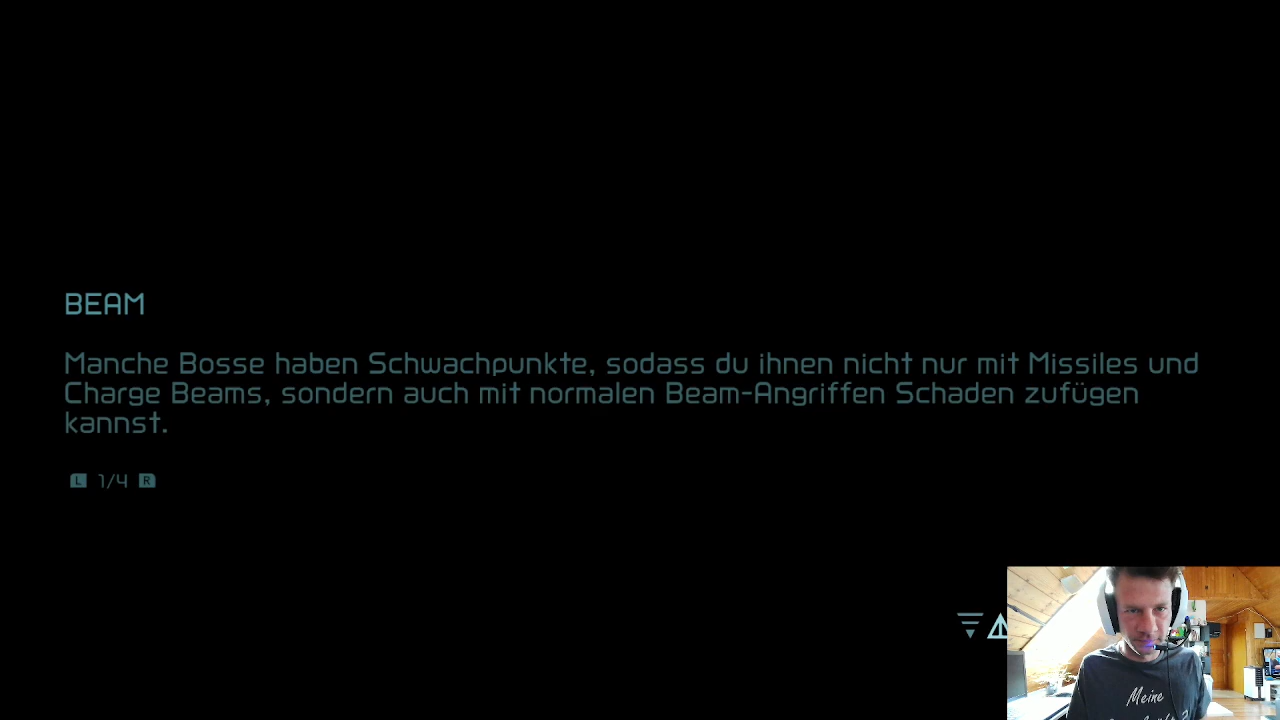 BEAM
Manche Bosse haben Schwachpunkte, sodass du ihnen nicht nur mit Missiles und
Charge Beams, sondern auch mit normalen Beam-Angriffen Schaden zufügen
kannst.
L 1/4 R
Meine